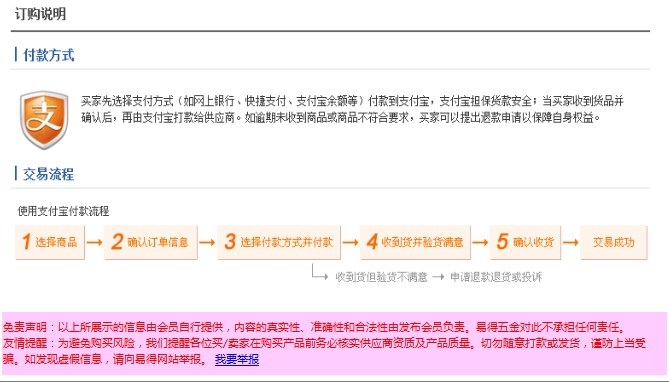 订购说明
付款方式
买家先选择支付方式（如网上银行、快捷支付、支付宝余额等）付款到支付宝，支付宝担保货款安全；当买家收到货品并
确认后，再由支付宝打款给供应商。如逾期未收到商品或商品不符合要求，买家可以提出退款申请以保障自身权益。
支
交易流程
使用支付宝付款流程
1 选择商品 → 2 确认订单信息 → 3 选择付款方式并付款 → 4 收到货并验货满意 → 5 确认收货 → 交易成功
收到货但验货不满意 → 申请退款退货或投诉
免责声明：以上所展示的信息由会员自行提供，内容的真实性、准确性和合法性由发布会员负责。易得五金对此不承担任何责任。
友情提醒：为避免购买风险，我们提醒各位买/卖家在购买产品前务必核实供应商资质及产品质量。切勿随意打款或发货，谨防上当受
骗。如发现虚假信息，请向易得网站举报。 我要举报